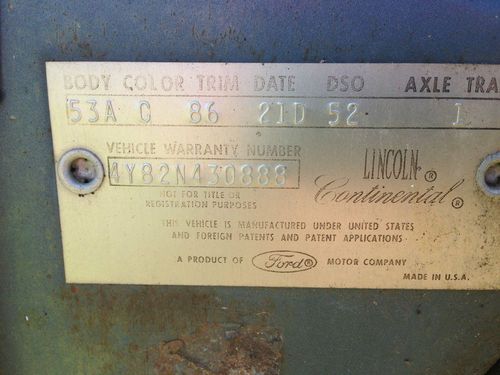 BODY COLOR TRIM DATE DSO AXLE TRA
53A C 86 21D 52 1
VEHICLE WARRANTY NUMBER
4Y82N430888
LINCOLN®
Continental®
NOT FOR TITLE OR
REGISTRATION PURPOSES
THIS VEHICLE IS MANUFACTURED UNDER UNITED STATES
AND FOREIGN PATENTS AND PATENT APPLICATIONS
A PRODUCT OF Ford® MOTOR COMPANY
MADE IN U.S.A.